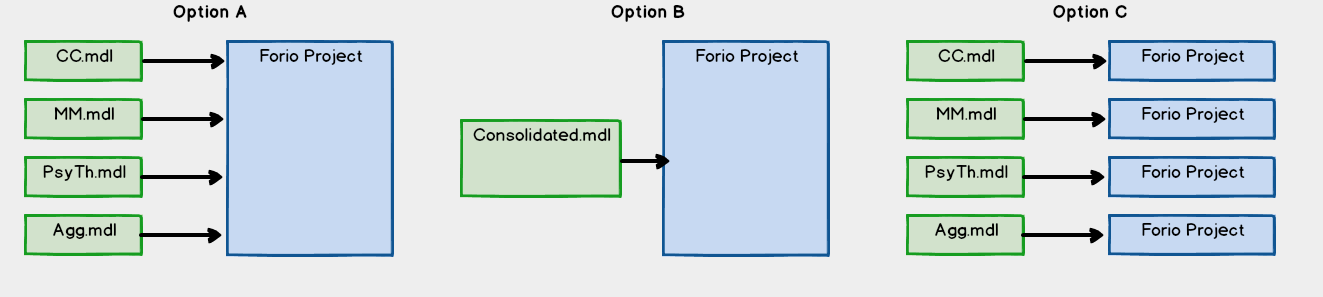 Option A
CC.mdl
MM.mdl
PsyTh.mdl
Agg.mdl
Forio Project
Option B
Consolidated.mdl
Forio Project
Option C
CC.mdl
Forio Project
MM.mdl
Forio Project
PsyTh.mdl
Forio Project
Agg.mdl
Forio Project